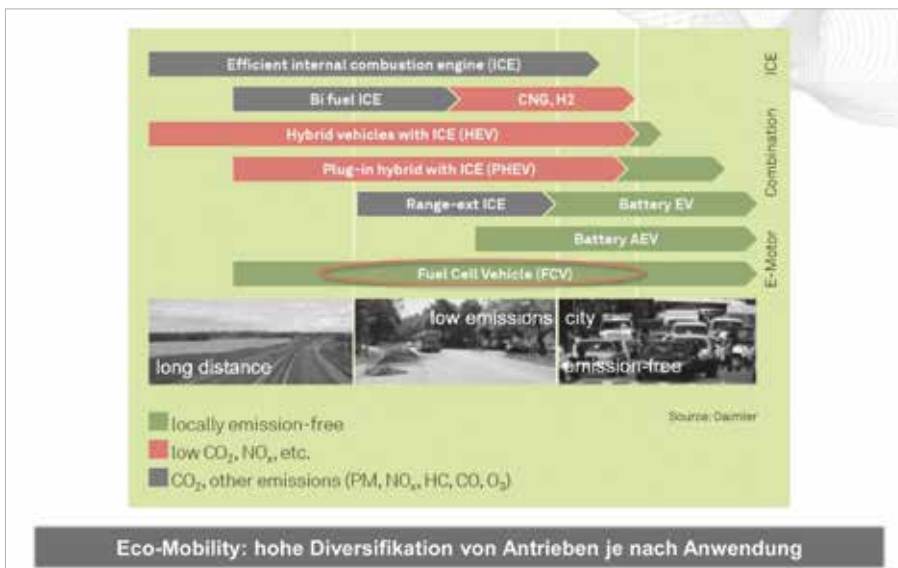 Efficient internal combustion engine (ICE)
ICE
Bi fuel ICE
CNG, H2
Hybrid vehicles with ICE (HEV)
Combination
Plug-in hybrid with ICE (PHEV)
Range-ext ICE
Battery EV
Battery AEV
E-Motor
Fuel Cell Vehicle (FCV)
long distance
low emissions
city
emission-free
Source: Daimler
locally emission-free
low CO₂, NOₓ, etc.
CO₂, other emissions (PM, NOₓ, HC, CO, O₃)
Eco-Mobility: hohe Diversifikation von Antrieben je nach Anwendung